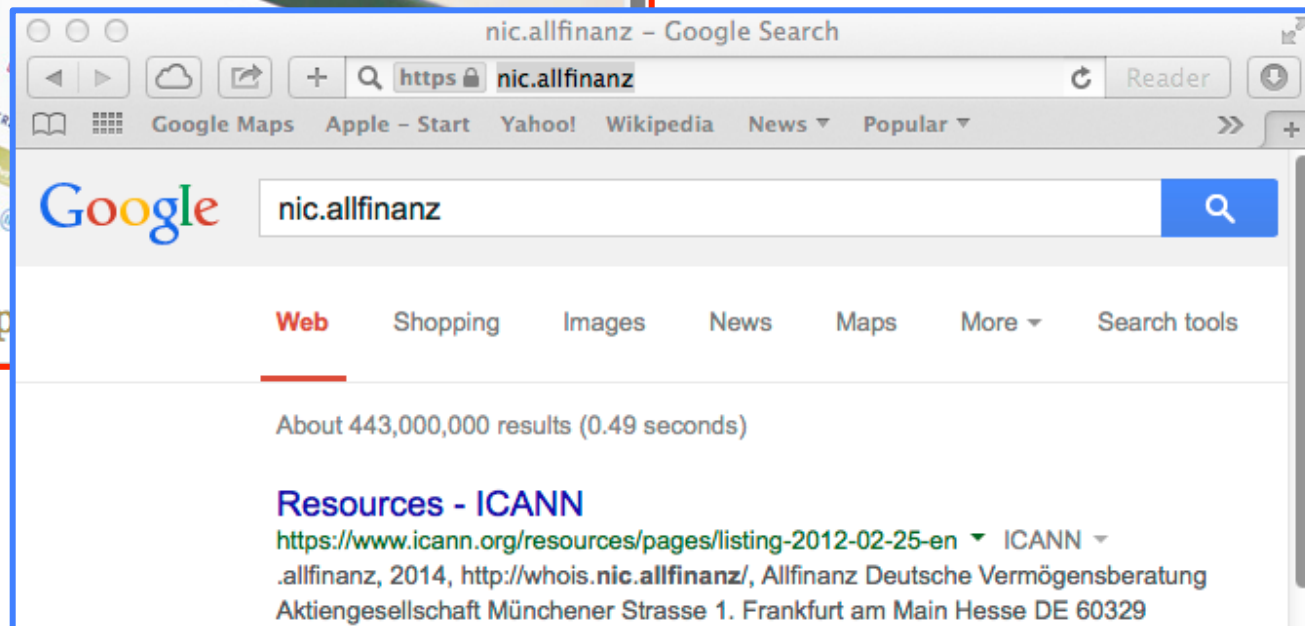 nic.allfinanz – Google Search
https nic.allfinanz Reader
Google Maps Apple – Start Yahoo! Wikipedia News Popular
Google nic.allfinanz
Web Shopping Images News Maps More Search tools
About 443,000,000 results (0.49 seconds)
Resources - ICANN
https://www.icann.org/resources/pages/listing-2012-02-25-en ICANN
.allfinanz, 2014, http://whois.nic.allfinanz/, Allfinanz Deutsche Vermögensberatung
Aktiengesellschaft Münchener Strasse 1. Frankfurt am Main Hesse DE 60329